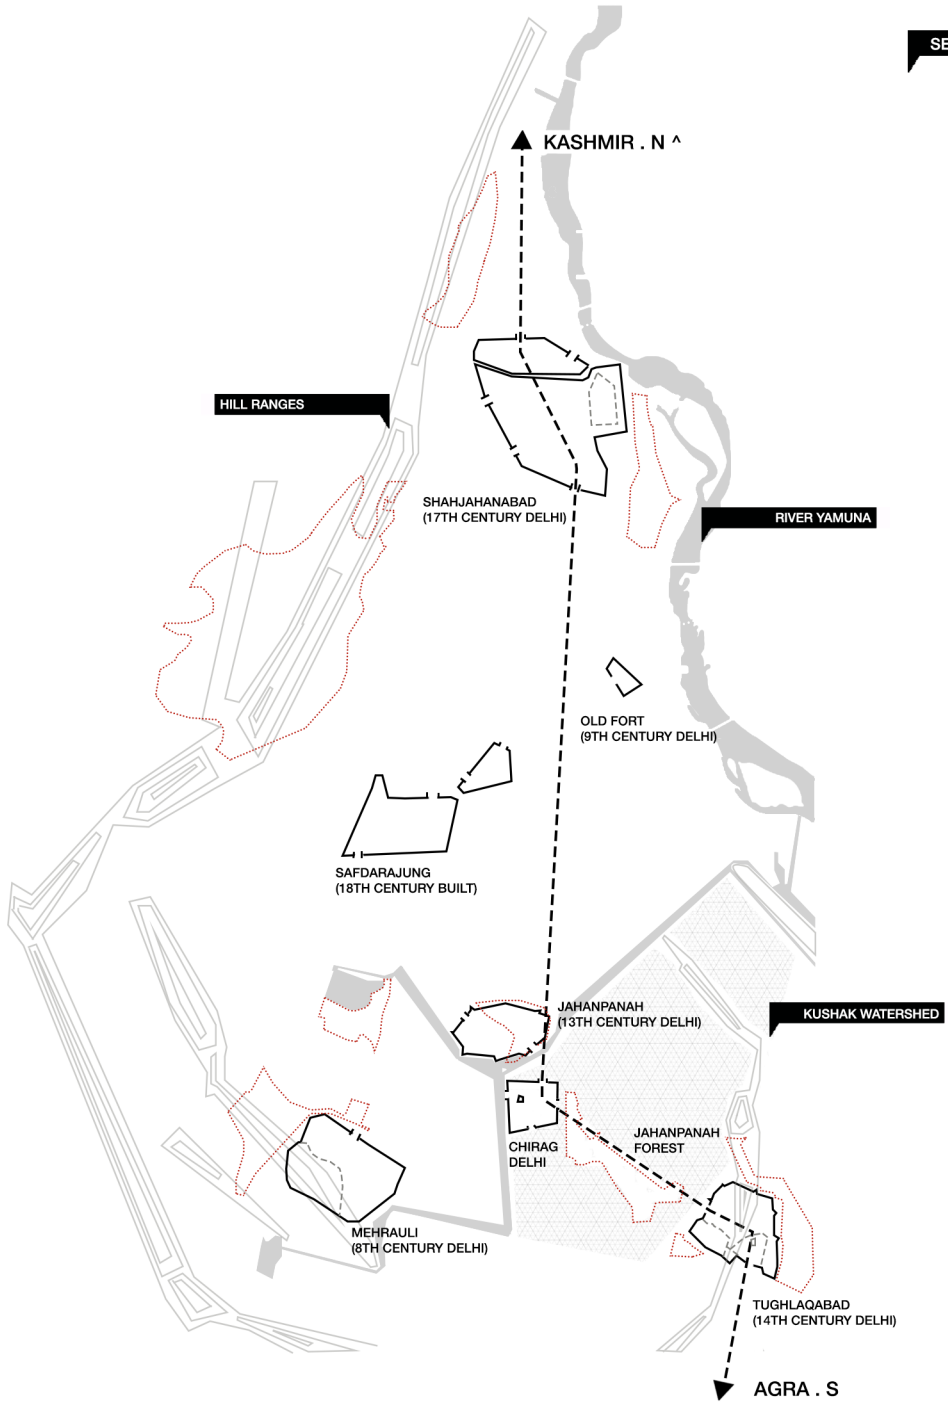 SE
KASHMIR . N ^
HILL RANGES
SHAHJAHANABAD
(17TH CENTURY DELHI)
RIVER YAMUNA
OLD FORT
(9TH CENTURY DELHI)
SAFDARAJUNG
(18TH CENTURY BUILT)
JAHANPANAH
(13TH CENTURY DELHI)
KUSHAK WATERSHED
CHIRAG
DELHI
JAHANPANAH
FOREST
MEHRAULI
(8TH CENTURY DELHI)
TUGHLAQABAD
(14TH CENTURY DELHI)
AGRA . S